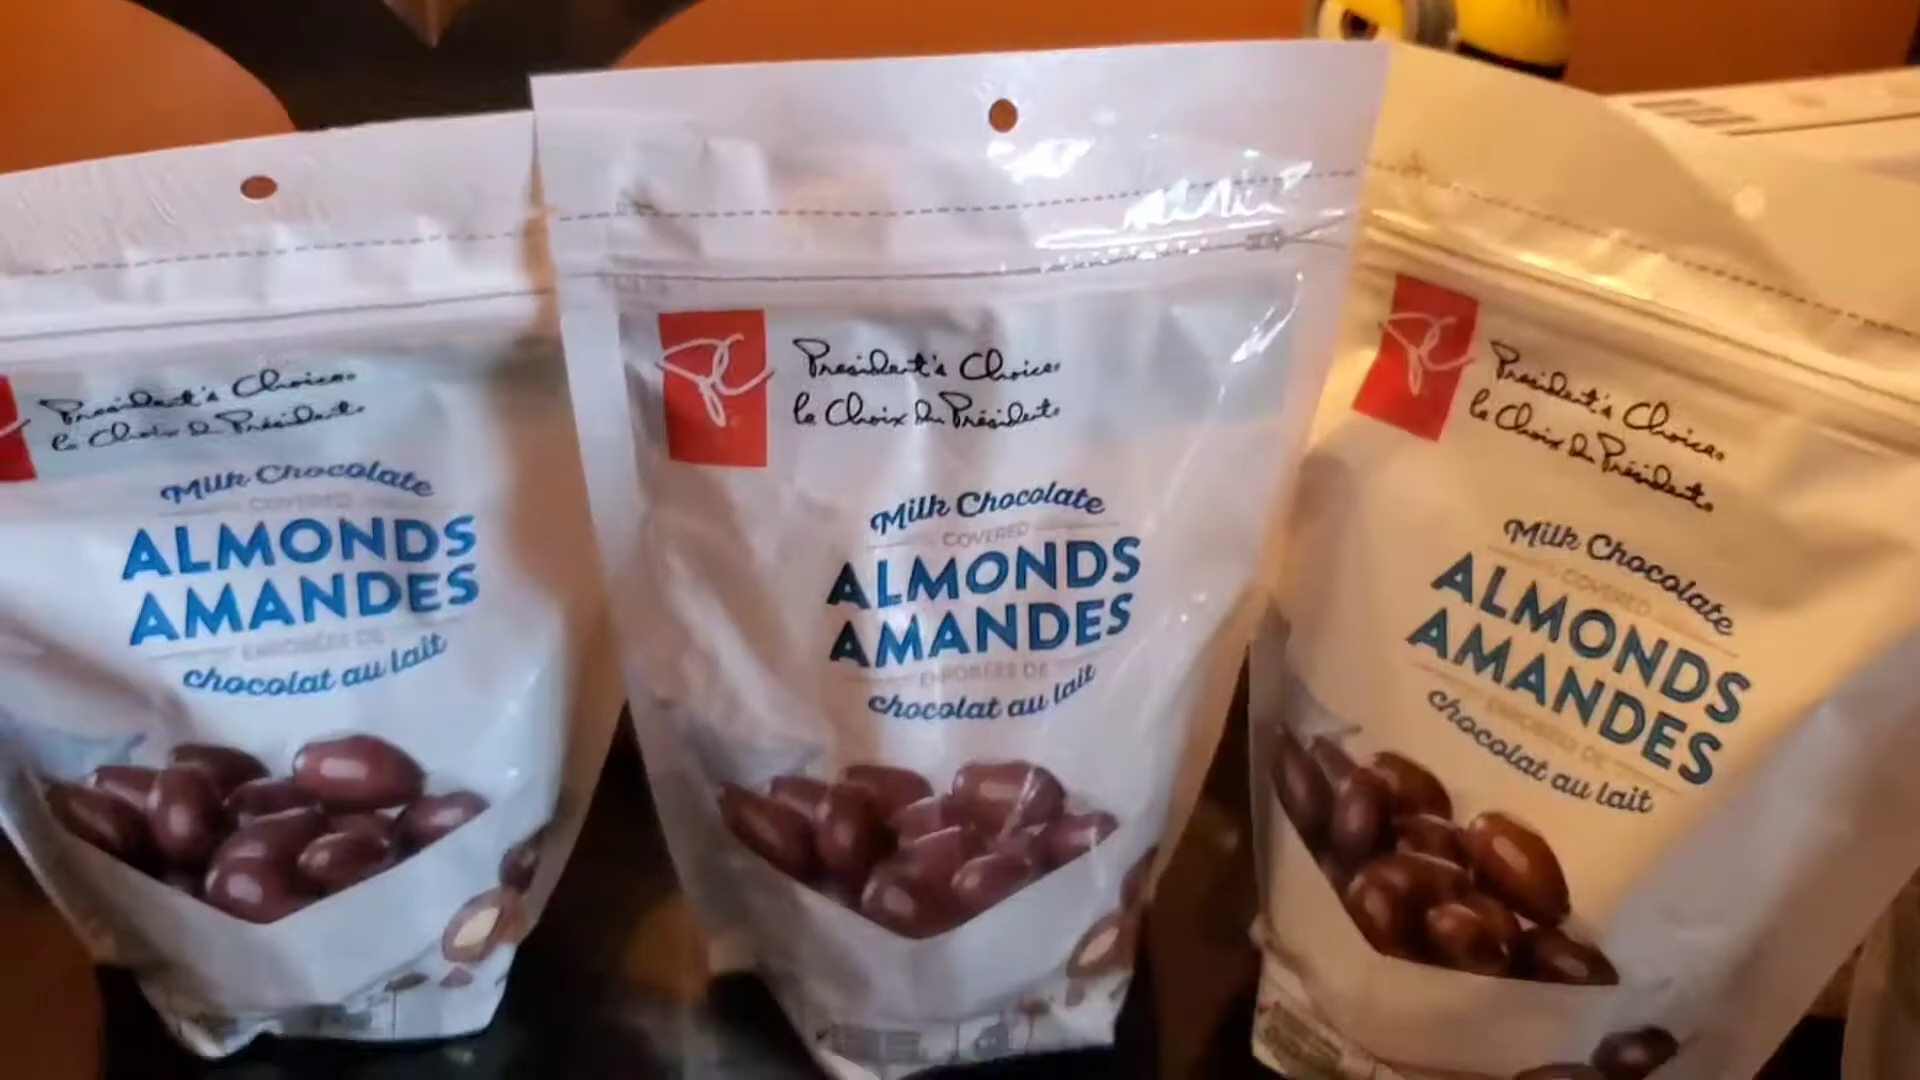 President's Choice
le Choix du Président
Milk Chocolate
COVERED
ALMONDS
AMANDES
ENROBÉES DE
chocolat au lait
PC
President's Choice
le Choix du Président
Milk Chocolate
COVERED
ALMONDS
AMANDES
ENROBÉES DE
chocolat au lait
PC
President's Choice
le Choix du Président
Milk Chocolate
COVERED
ALMONDS
AMANDES
ENROBÉES DE
chocolat au lait